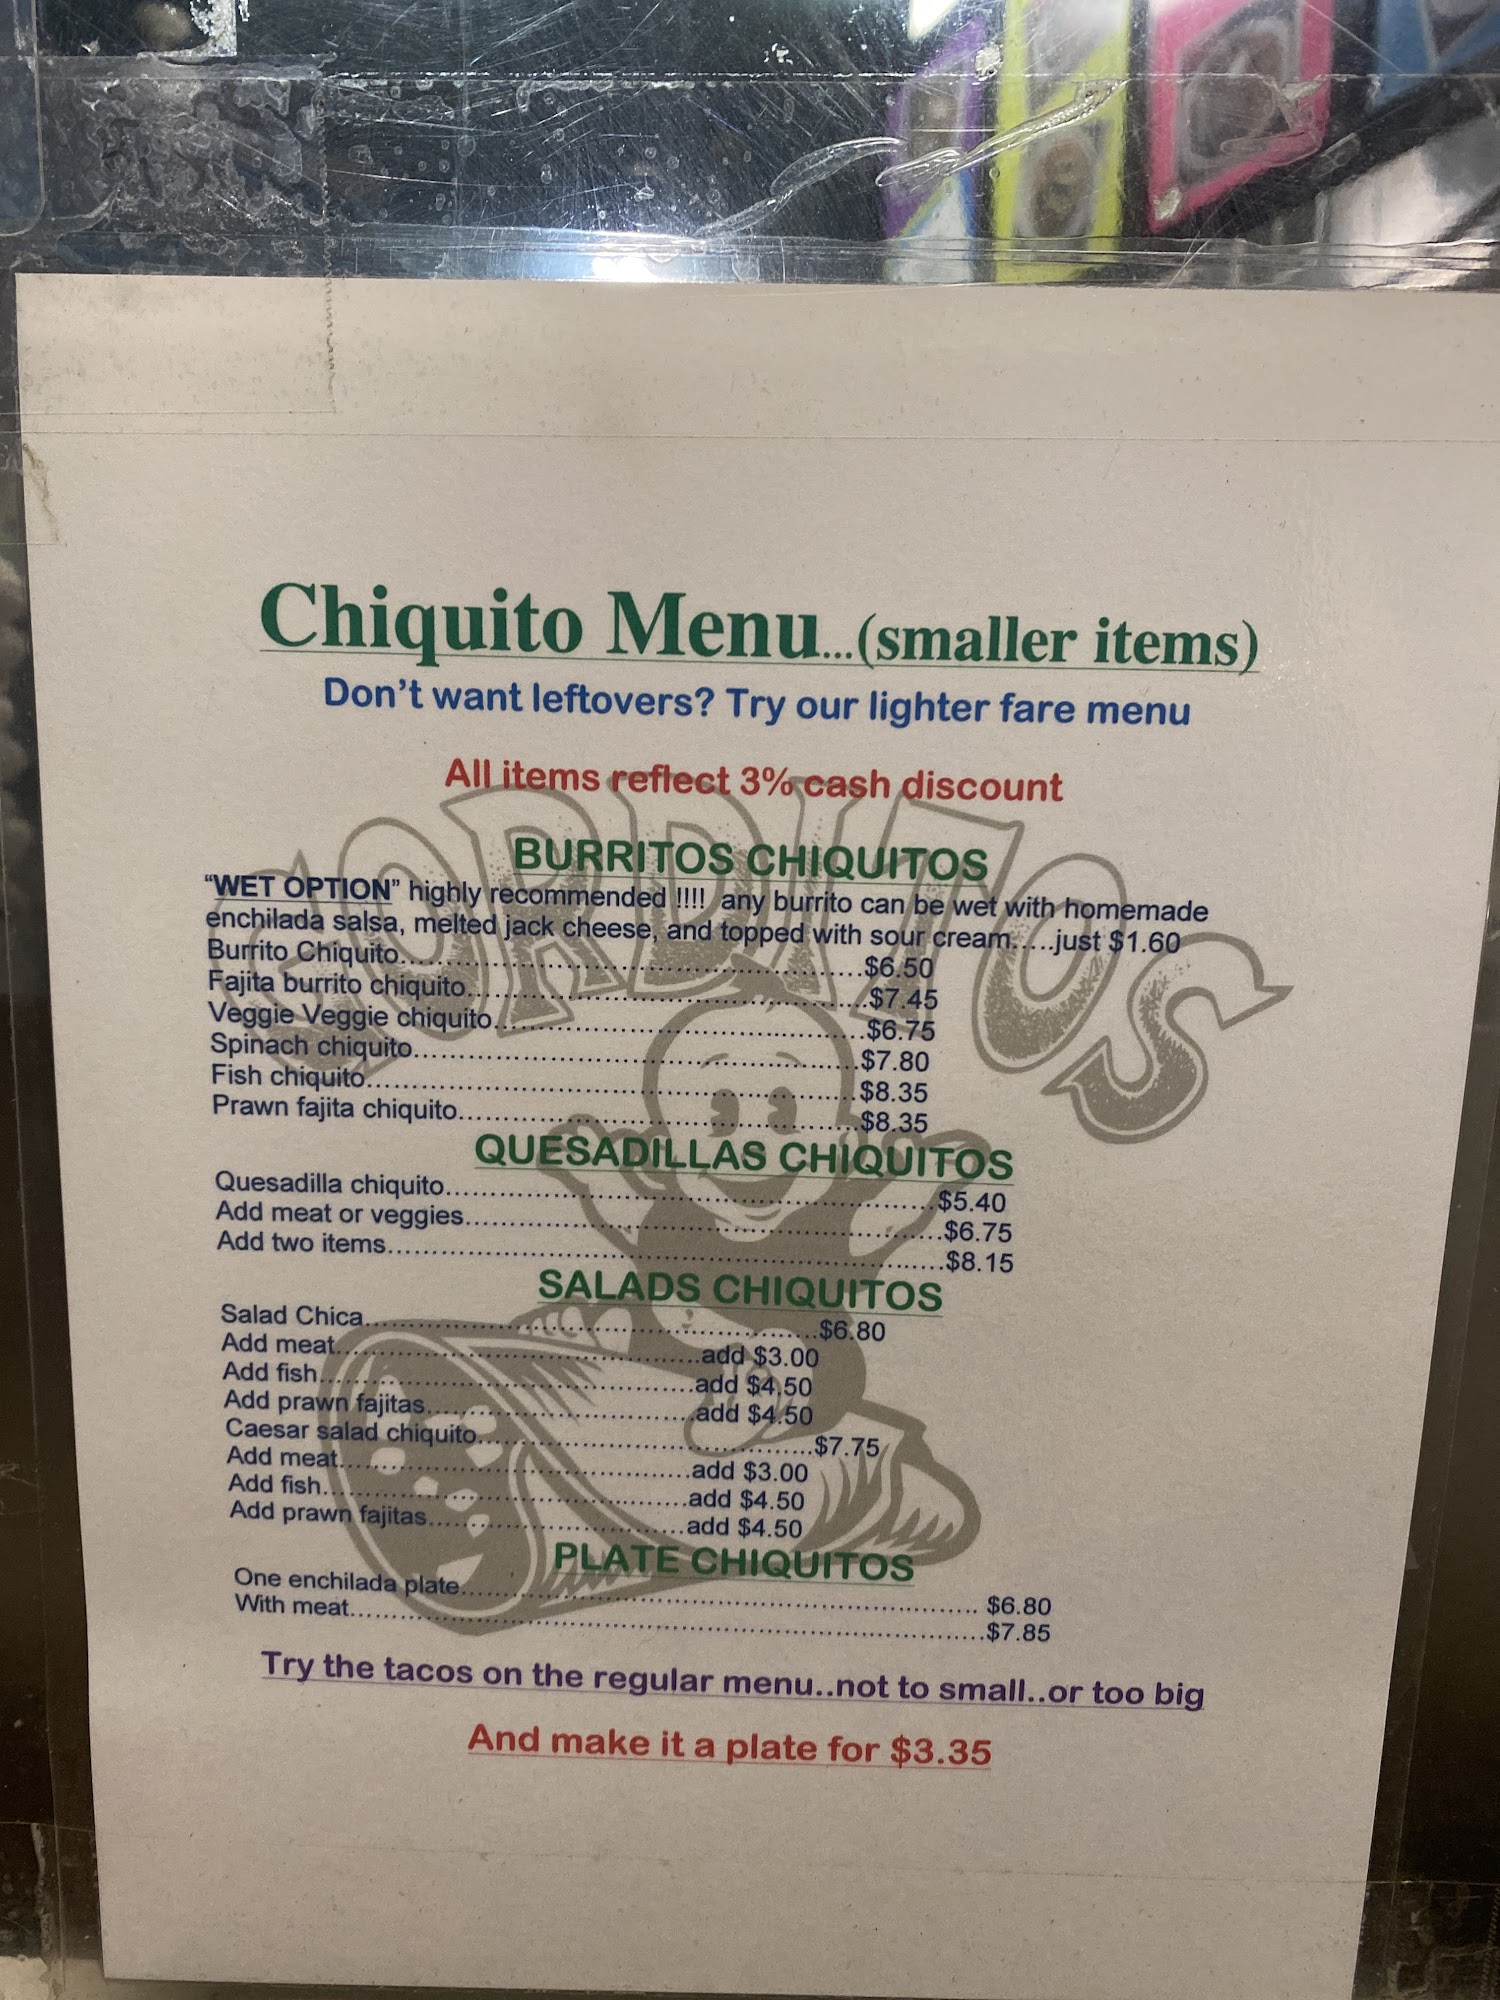 Chiquito Menu...(smaller items)
Don't want leftovers? Try our lighter fare menu
All items reflect 3% cash discount
GORDITOS
BURRITOS CHIQUITOS
“WET OPTION” highly recommended !!!! any burrito can be wet with homemade
enchilada salsa, melted jack cheese, and topped with sour cream.....just $1.60
Burrito Chiquito..........$6.50
Fajita burrito chiquito..........$7.45
Veggie Veggie chiquito..........$6.75
Spinach chiquito..........$7.80
Fish chiquito..........$8.35
Prawn fajita chiquito..........$8.35
QUESADILLAS CHIQUITOS
Quesadilla chiquito..........$5.40
Add meat or veggies..........$6.75
Add two items..........$8.15
SALADS CHIQUITOS
Salad Chica..........$6.80
Add meat..........add $3.00
Add fish..........add $4.50
Add prawn fajitas..........add $4.50
Caesar salad chiquito..........$7.75
Add meat..........add $3.00
Add fish..........add $4.50
Add prawn fajitas..........add $4.50
PLATE CHIQUITOS
One enchilada plate.......... $6.80
With meat..........$7.85
Try the tacos on the regular menu..not to small..or too big
And make it a plate for $3.35